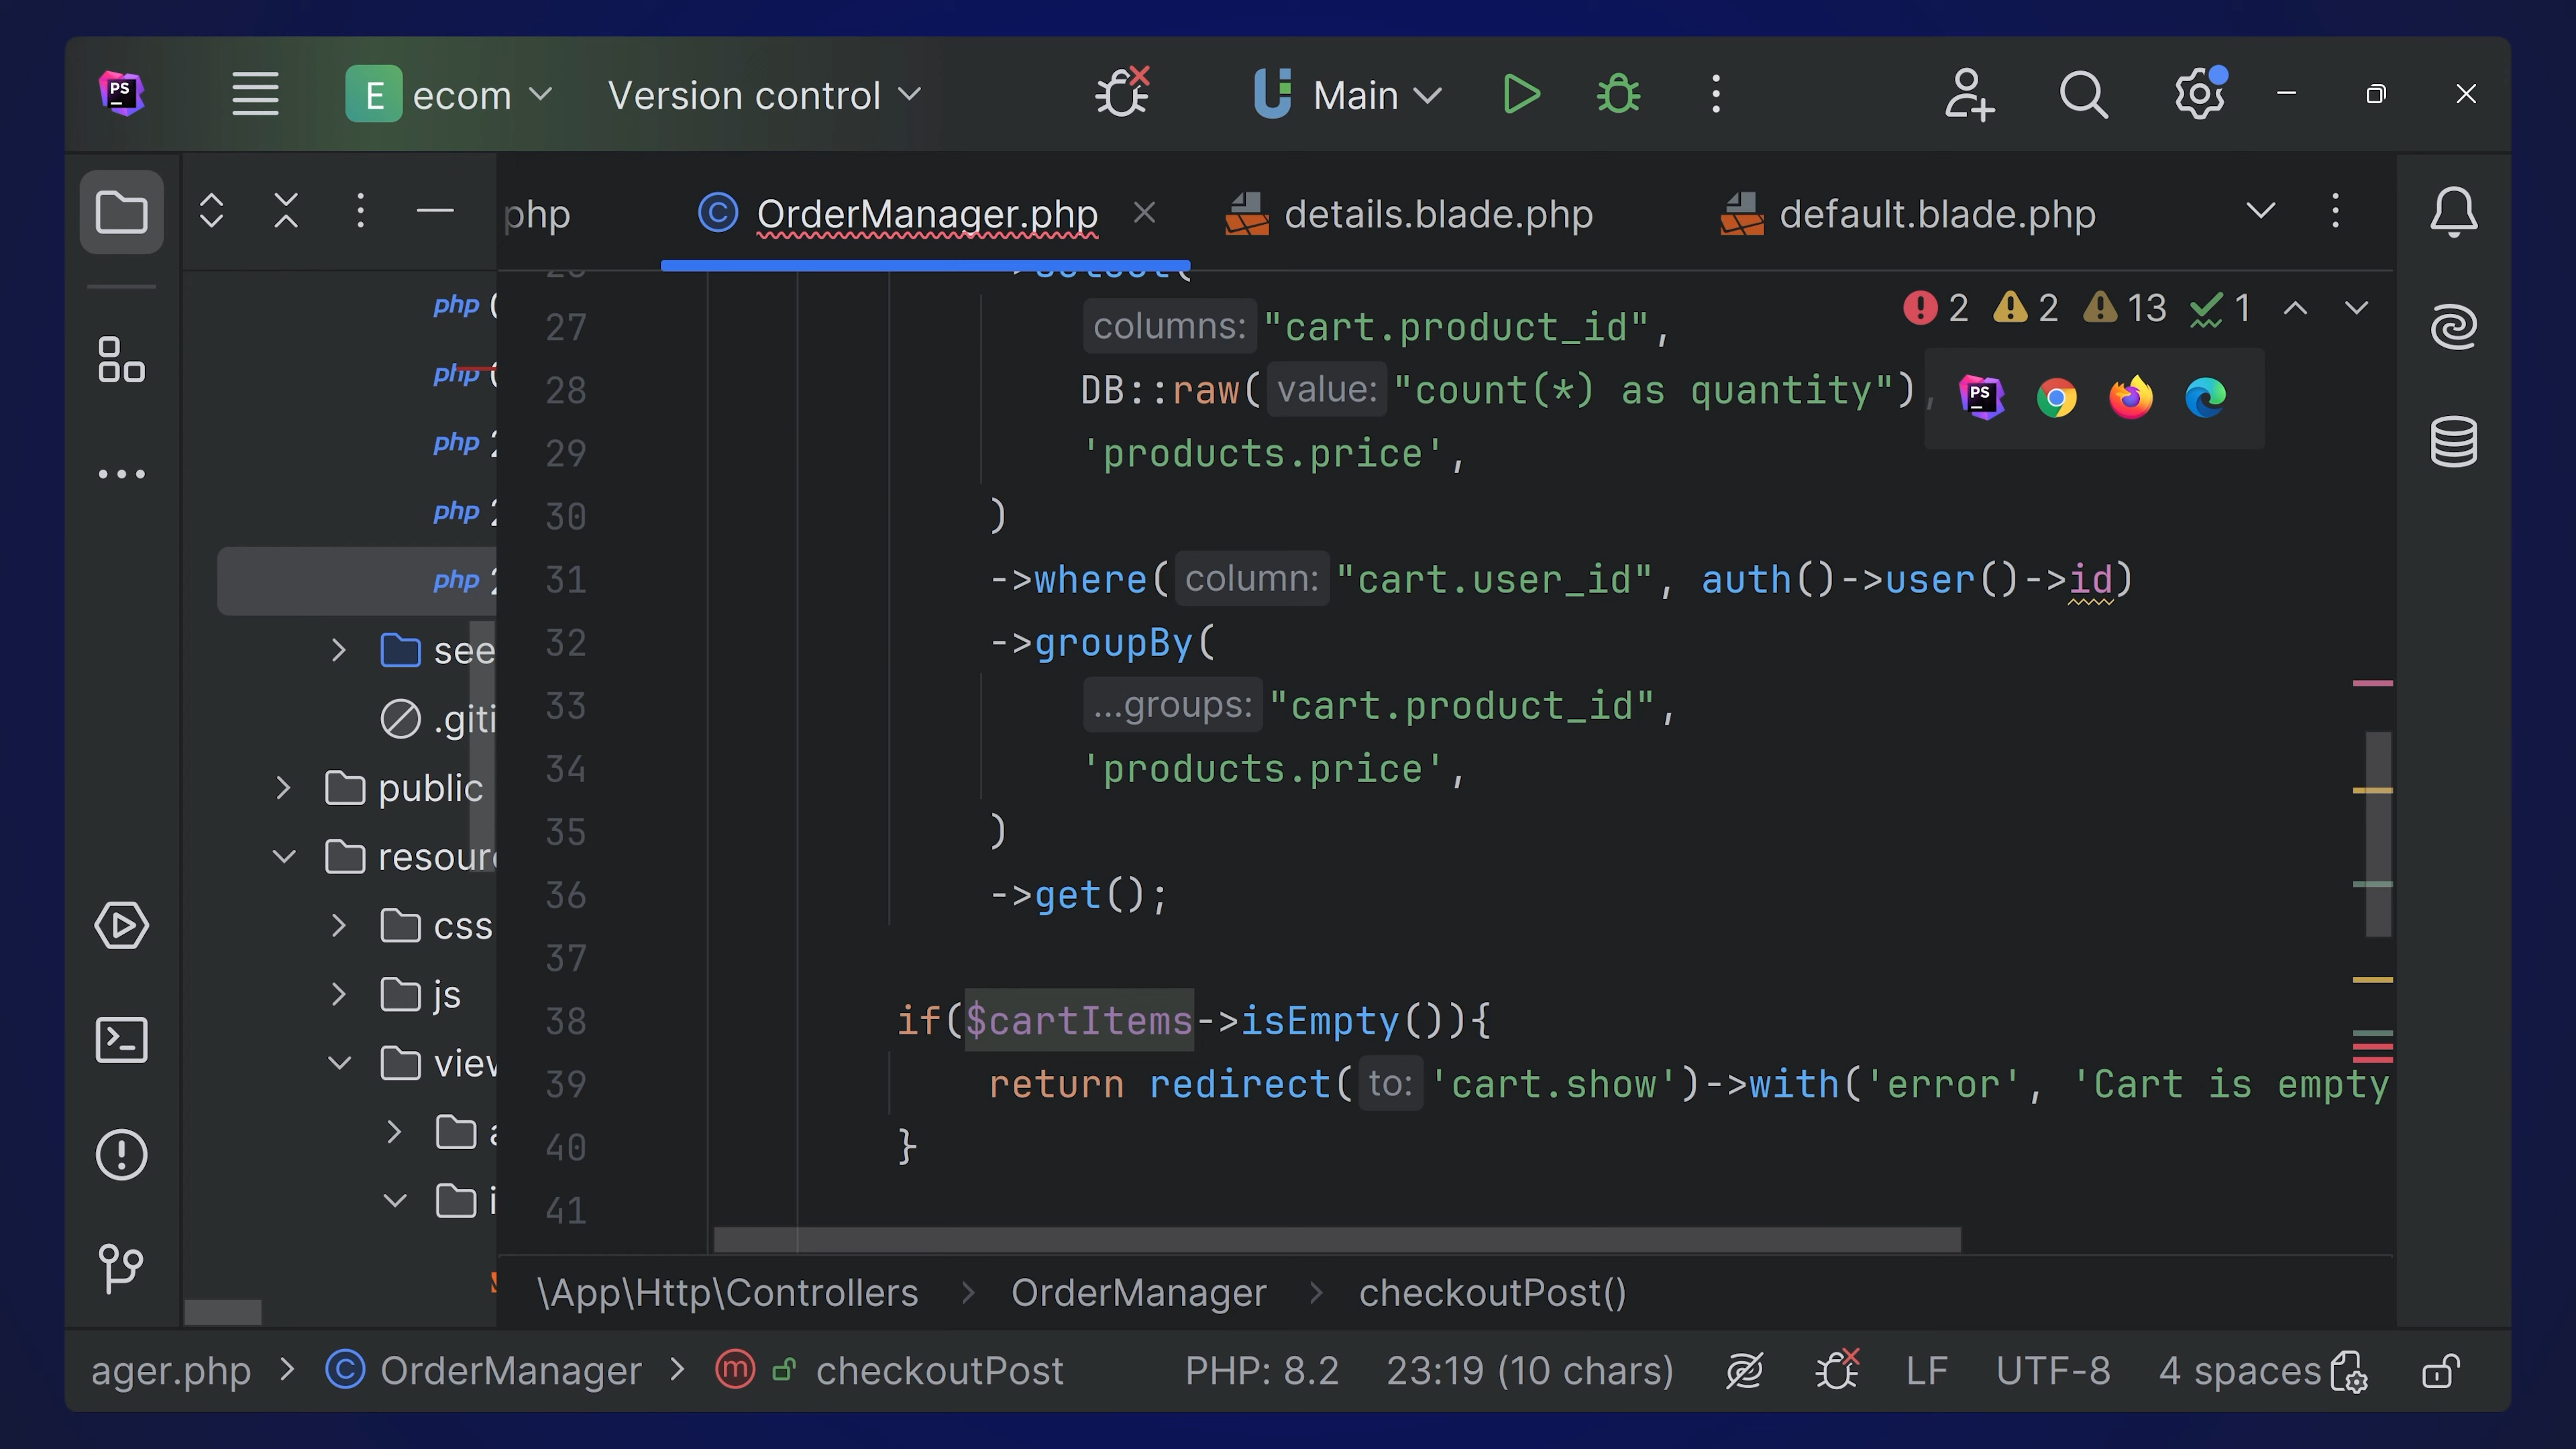 PS
E ecom Version control Main
php OrderManager.php details.blade.php default.blade.php
2 2 13 1
27 columns: "cart.product_id",
28 DB::raw( value: "count(*) as quantity"),
29 'products.price',
30 )
31 ->where( column: "cart.user_id", auth()->user()->id)
32 ->groupBy(
33 ...groups: "cart.product_id",
34 'products.price',
35 )
36 ->get();
37
38 if($cartItems->isEmpty()){
39 return redirect( to: 'cart.show')->with('error', 'Cart is empty
40 }
41
php
php
php 2
php 2
php 2
see
.giti
public
resour
css
js
view
\App\Http\Controllers > OrderManager > checkoutPost()
ager.php > OrderManager > m checkoutPost PHP: 8.2 23:19 (10 chars) LF UTF-8 4 spaces